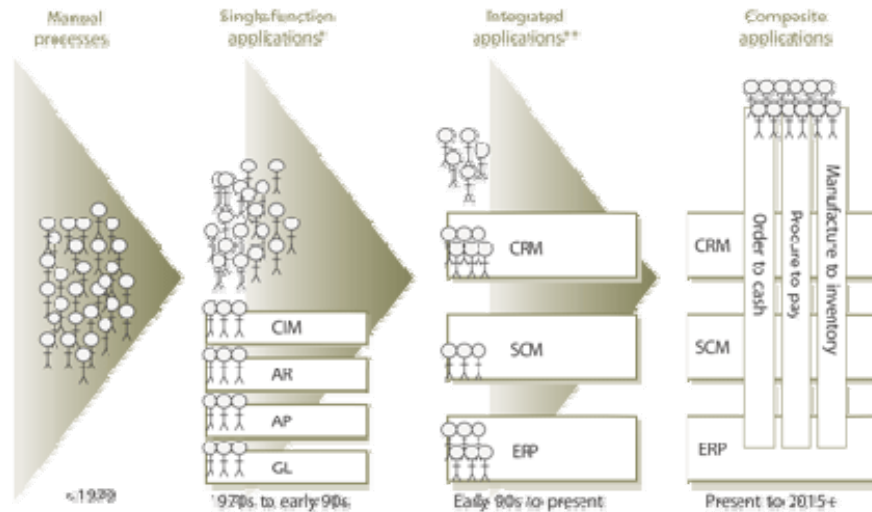 Manual
processes
Single-function
applications*
Integrated
applications**
Composite
applications
CRM
SCM
ERP
CIM
AR
AP
GL
CRM
SCM
ERP
Order to cash
Procure to pay
Manufacture to inventory
<1970
1970s to early 90s
Early 90s to present
Present to 2015+